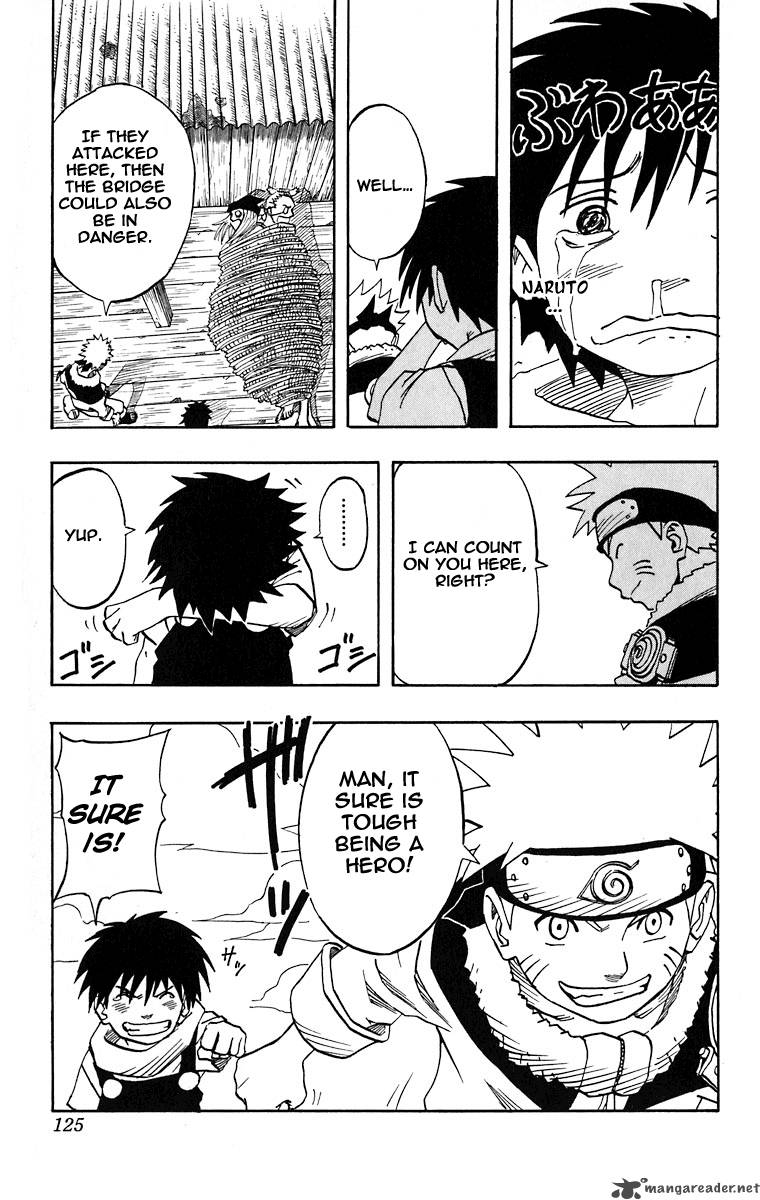 ぶわああ
NARUTO
...
WELL...
IF THEY
ATTACKED
HERE, THEN
THE BRIDGE
COULD ALSO
BE IN
DANGER.
I CAN COUNT
ON YOU HERE,
RIGHT?
.........
YUP.
ゴシ
ゴシ
MAN, IT
SURE IS
TOUGH
BEING A
HERO!
IT
SURE
IS!
125
mangareader.net